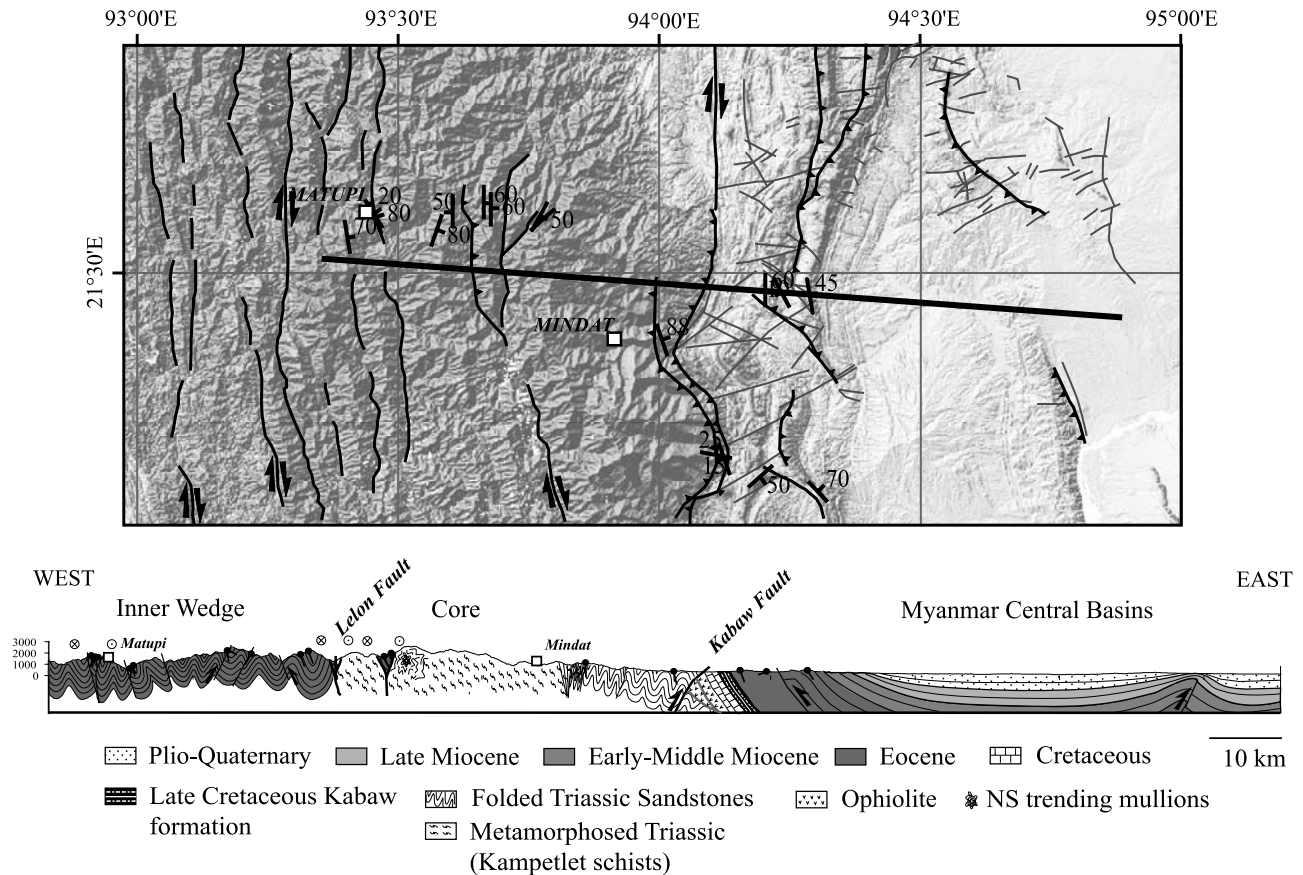 93°00'E 93°30' 94°00' 94°30' 95°00'
21°30'E
MATUPI 20
80
70
50
80
60
60
50
MINDAT
88
60
45
15
50
70
WEST
EAST
Inner Wedge
Lelon Fault
Core
Kabaw Fault
Myanmar Central Basins
3000
2000
1000
0
Matupi
Mindat
Plio-Quaternary Late Miocene Early-Middle Miocene Eocene Cretaceous
10 km
Late Cretaceous Kabaw
formation
Folded Triassic Sandstones Ophiolite NS trending mullions
Metamorphosed Triassic
(Kampetlet schists)